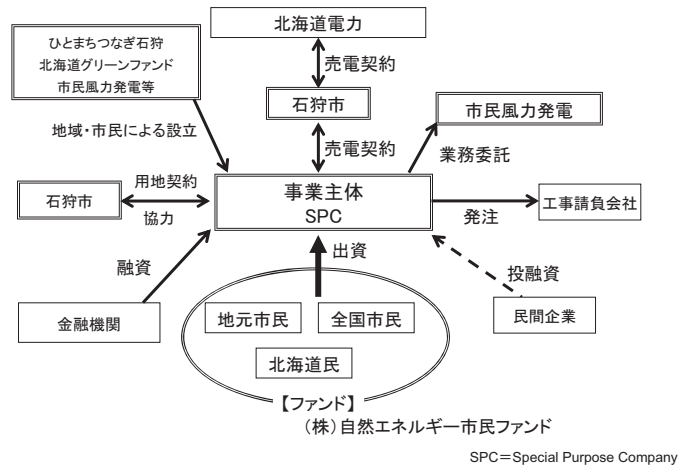 北海道電力
ひとまちつなぎ石狩
北海道グリーンファンド
市民風力発電等
売電契約
石狩市
市民風力発電
地域・市民による設立
売電契約
業務委託
石狩市
用地契約
協力
事業主体
SPC
発注
工事請負会社
融資
出資
投融資
金融機関
地元市民
全国市民
民間企業
北海道民
【ファンド】
（株）自然エネルギー市民ファンド
SPC＝Special Purpose Company